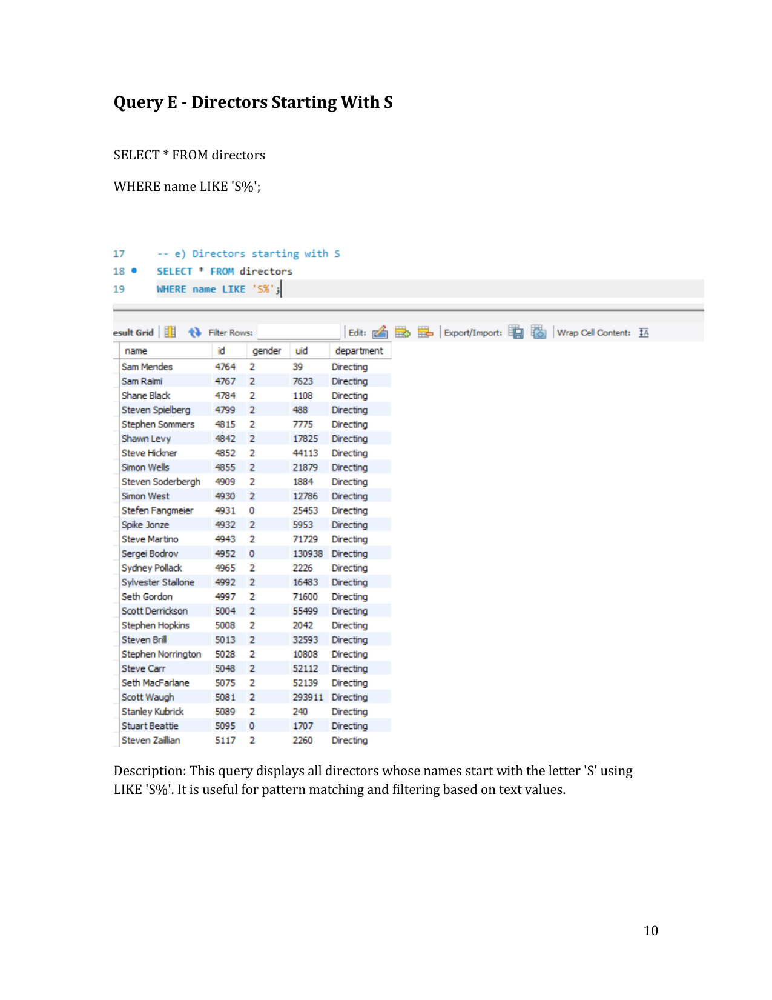 Query E - Directors Starting With S
SELECT * FROM directors
WHERE name LIKE 'S%';
17 -- e) Directors starting with S
18 SELECT * FROM directors
19 WHERE name LIKE 'S%';
esult Grid Filter Rows: Edit: Export/Import: Wrap Cell Content: IA
name id gender uid department
Sam Mendes 4764 2 39 Directing
Sam Raimi 4767 2 7623 Directing
Shane Black 4784 2 1108 Directing
Steven Spielberg 4799 2 488 Directing
Stephen Sommers 4815 2 7775 Directing
Shawn Levy 4842 2 17825 Directing
Steve Hickner 4852 2 44113 Directing
Simon Wells 4855 2 21879 Directing
Steven Soderbergh 4909 2 1884 Directing
Simon West 4930 2 12786 Directing
Stefen Fangmeier 4931 0 25453 Directing
Spike Jonze 4932 2 5953 Directing
Steve Martino 4943 2 71729 Directing
Sergei Bodrov 4952 0 130938 Directing
Sydney Pollack 4965 2 2226 Directing
Sylvester Stallone 4992 2 16483 Directing
Seth Gordon 4997 2 71600 Directing
Scott Derrickson 5004 2 55499 Directing
Stephen Hopkins 5008 2 2042 Directing
Steven Brill 5013 2 32593 Directing
Stephen Norrington 5028 2 10808 Directing
Steve Carr 5048 2 52112 Directing
Seth MacFarlane 5075 2 52139 Directing
Scott Waugh 5081 2 293911 Directing
Stanley Kubrick 5089 2 240 Directing
Stuart Beattie 5095 0 1707 Directing
Steven Zaillian 5117 2 2260 Directing
Description: This query displays all directors whose names start with the letter 'S' using
LIKE 'S%'. It is useful for pattern matching and filtering based on text values.
10